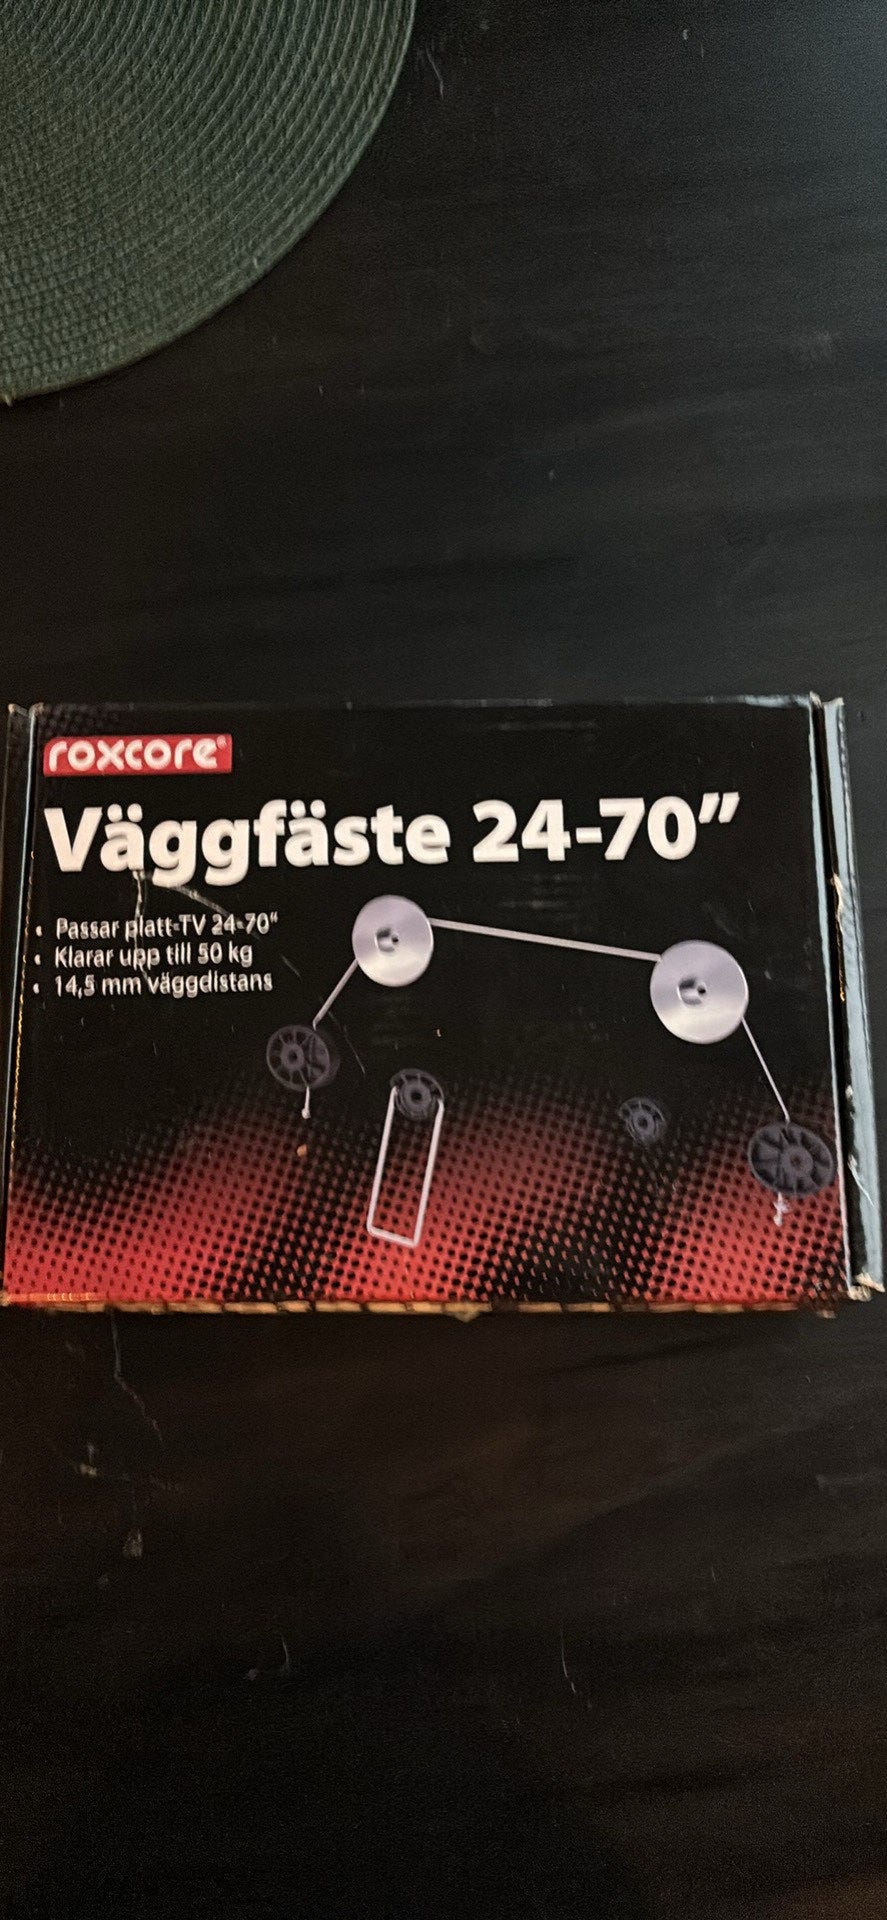 roxcore®
Väggfäste 24-70”
• Passar platt-TV 24-70“
• Klarar upp till 50 kg
• 14,5 mm väggdistans